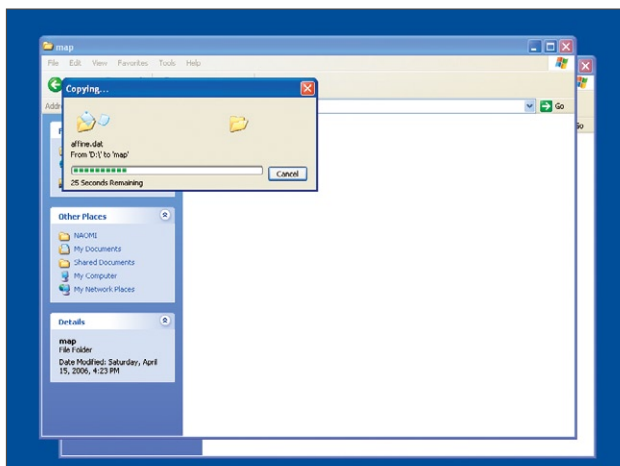 map
File Edit View Favorites Tools Help
Copying...
Go
affine.dat
From 'D:\' to 'map'
Cancel
25 Seconds Remaining
Other Places
NAOMI
My Documents
Shared Documents
My Computer
My Network Places
Details
map
File Folder
Date Modified: Saturday, April
15, 2006, 4:23 PM